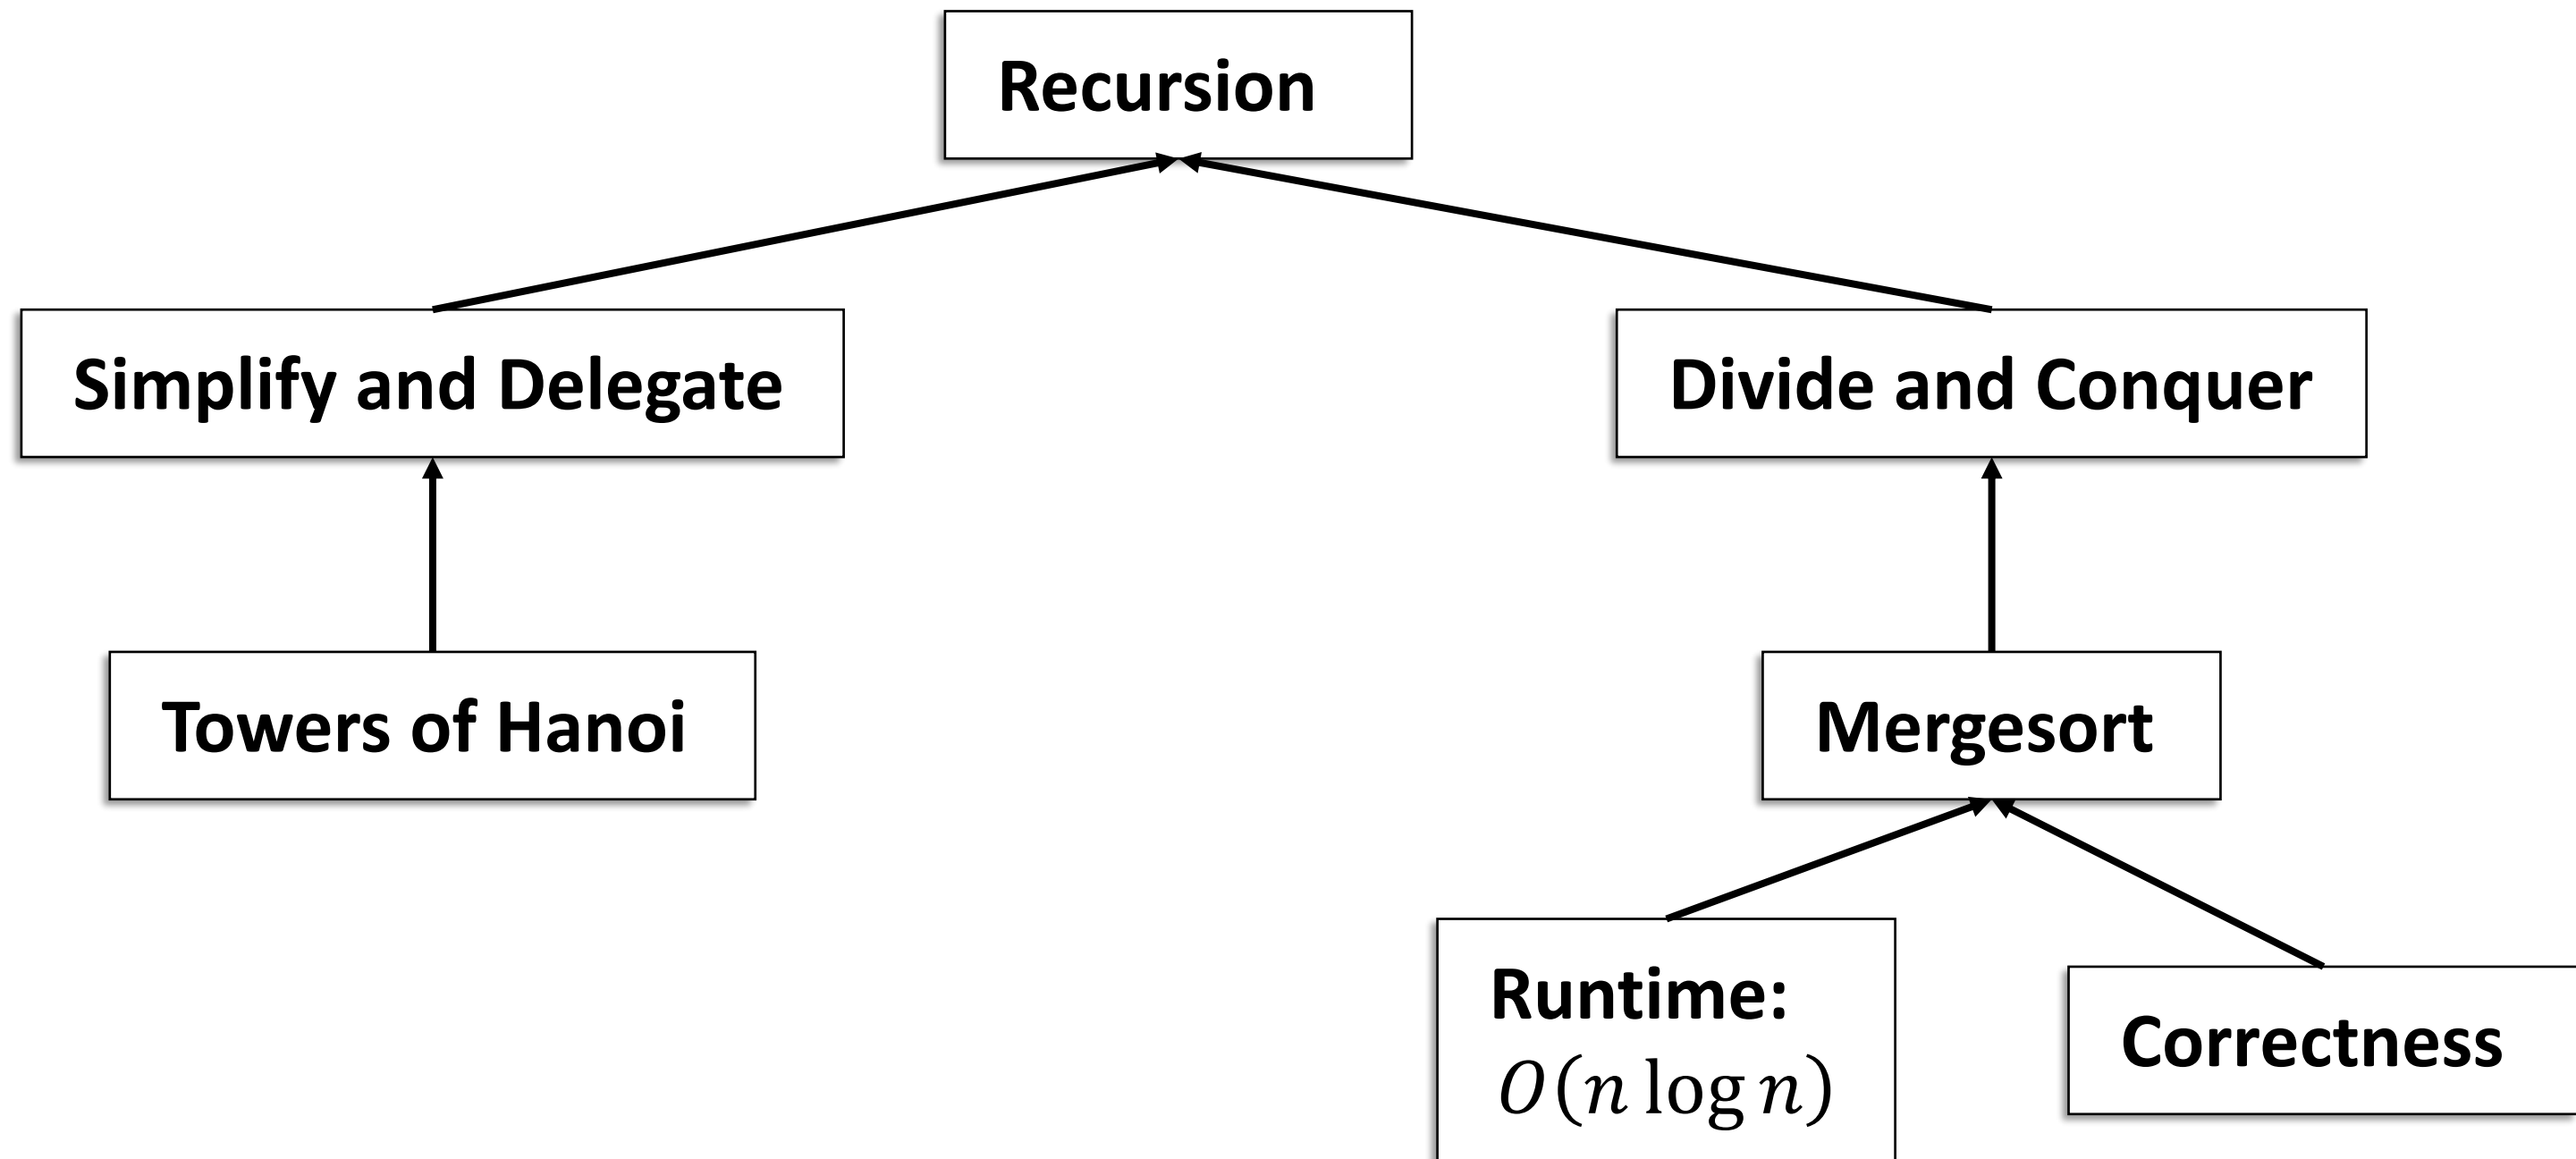 Recursion
Simplify and Delegate
Divide and Conquer
Towers of Hanoi
Mergesort
Runtime:
O(n log n)
Correctness